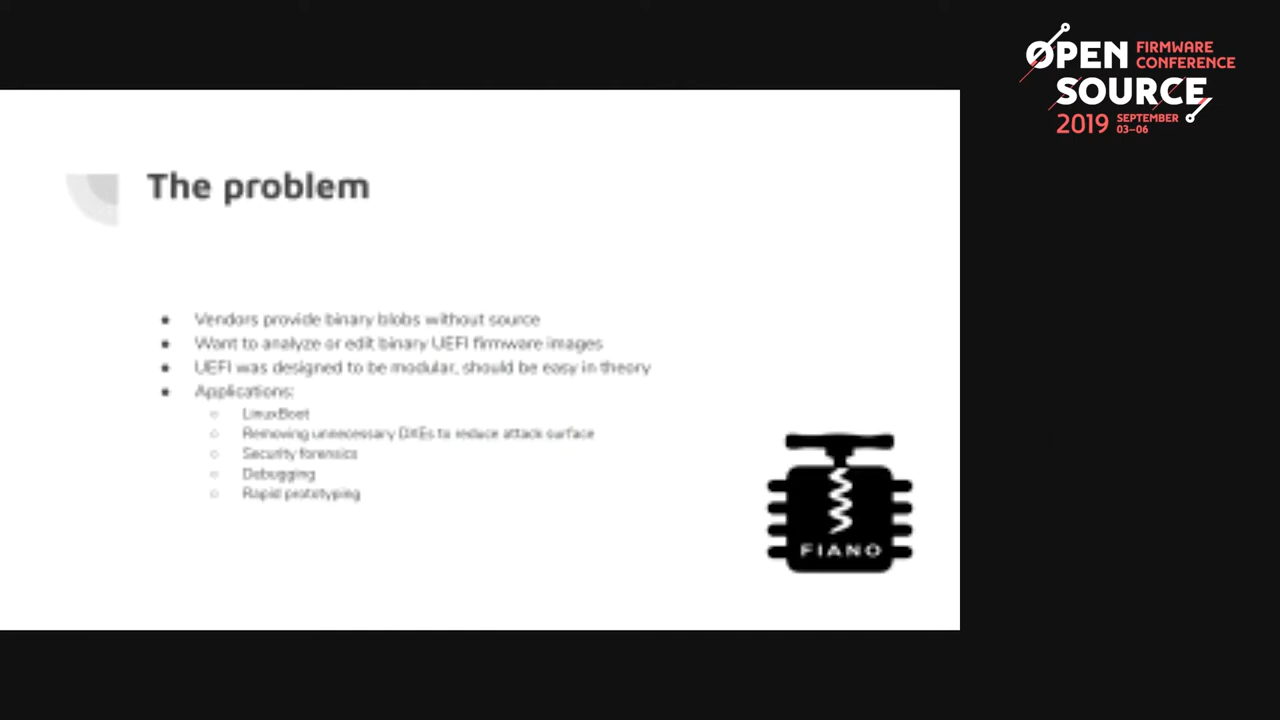 OPEN FIRMWARE
CONFERENCE
SOURCE
2019 SEPTEMBER
03–06
The problem
● Vendors provide binary blobs without source
● Want to analyze or edit binary UEFI firmware images
● UEFI was designed to be modular, should be easy in theory
● Applications:
○ LinuxBoot
○ Removing unnecessary DXEs to reduce attack surface
○ Security forensics
○ Debugging
○ Rapid prototyping
FIANO